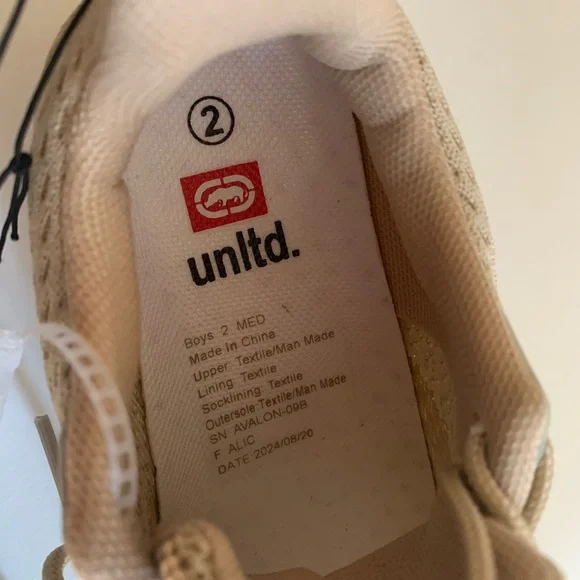 2
unltd.
Boys 2 MED
Made In China
Upper: Textile/Man Made
Lining: Textile
Socklining: Textile
Outersole Textile/Man Made
SN AVALON-09B
F ALIC
DATE 2024/08/20